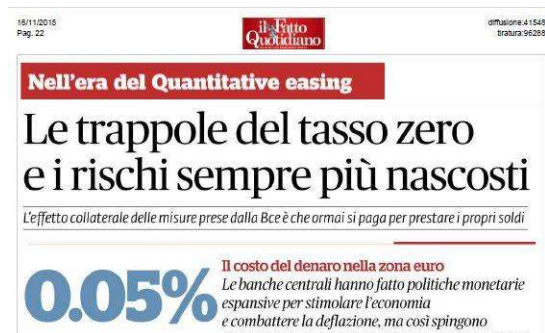 16/11/2015
Pag. 22
il Fatto
Quotidiano
diffusione:41546
tiratura:96288
Nell'era del Quantitative easing
Le trappole del tasso zero
e i rischi sempre più nascosti
L'effetto collaterale delle misure prese dalla Bce è che ormai si paga per prestare i propri soldi
0.05%
Il costo del denaro nella zona euro
Le banche centrali hanno fatto politiche monetarie
espansive per stimolare l'economia
e combattere la deflazione, ma così spingono